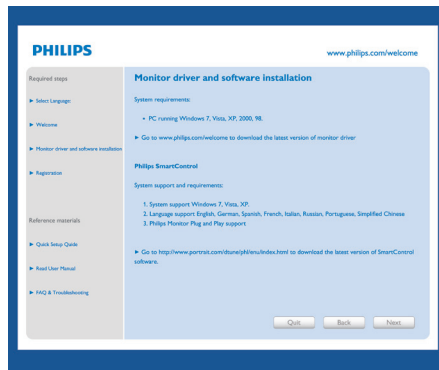 PHILIPS
www.philips.com/welcome
Required steps
Select Language
Welcome
Monitor driver and software installation
Registration
Reference materials
Quick Setup Guide
Read User Manual
FAQ & Troubleshooting
Monitor driver and software installation
System requirements:
• PC running Windows 7, Vista, XP, 2000, 98.
Go to www.philips.com/welcome to download the latest version of monitor driver
Philips SmartControl
System support and requirements:
1. System support Windows 7, Vista, XP.
2. Language support English, German, Spanish, French, Italian, Russian, Portuguese, Simplified Chinese
3. Philips Monitor Plug and Play support
Go to http://www.portrait.com/dtune/phl/enu/index.html to download the latest version of SmartControl
software.
Quit
Back
Next